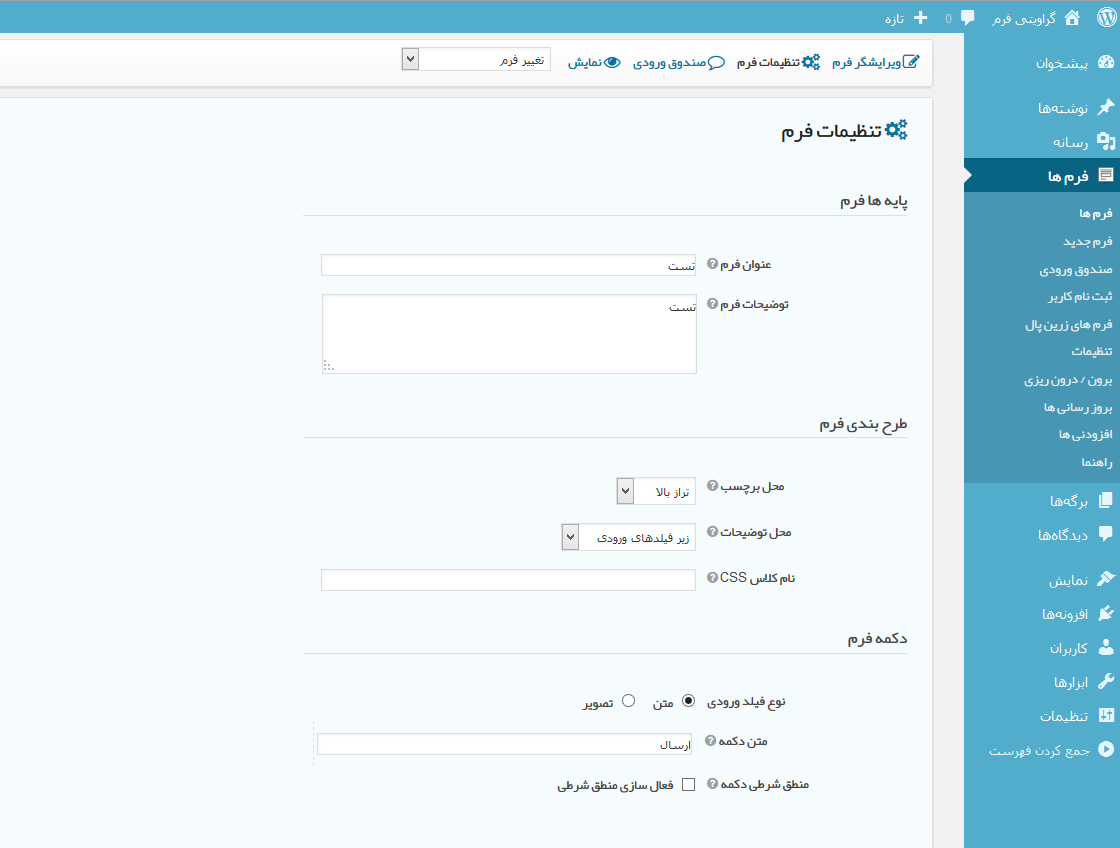 گراویتی فرم 0 تازه
ویرایشگر فرم تنظیمات فرم صندوق ورودی نمایش تغییر فرم
پیشخوان
نوشته‌ها
رسانه
فرم ها
فرم ها
فرم جدید
صندوق ورودی
ثبت نام کاربر
فرم های زرین پال
تنظیمات
برون / درون ریزی
بروز رسانی ها
افزودنی ها
راهنما
برگه‌ها
دیدگاه‌ها
نمایش
افزونه‌ها
کاربران
ابزارها
تنظیمات
جمع کردن فهرست
تنظیمات فرم
پایه ها فرم
عنوان فرم تست
توضیحات فرم تست
طرح بندی فرم
محل برچسب تراز بالا
محل توضیحات زیر فیلدهای ورودی
نام کلاس CSS
دکمه فرم
نوع فیلد ورودی متن تصویر
متن دکمه ارسال
منطق شرطی دکمه فعال سازی منطق شرطی